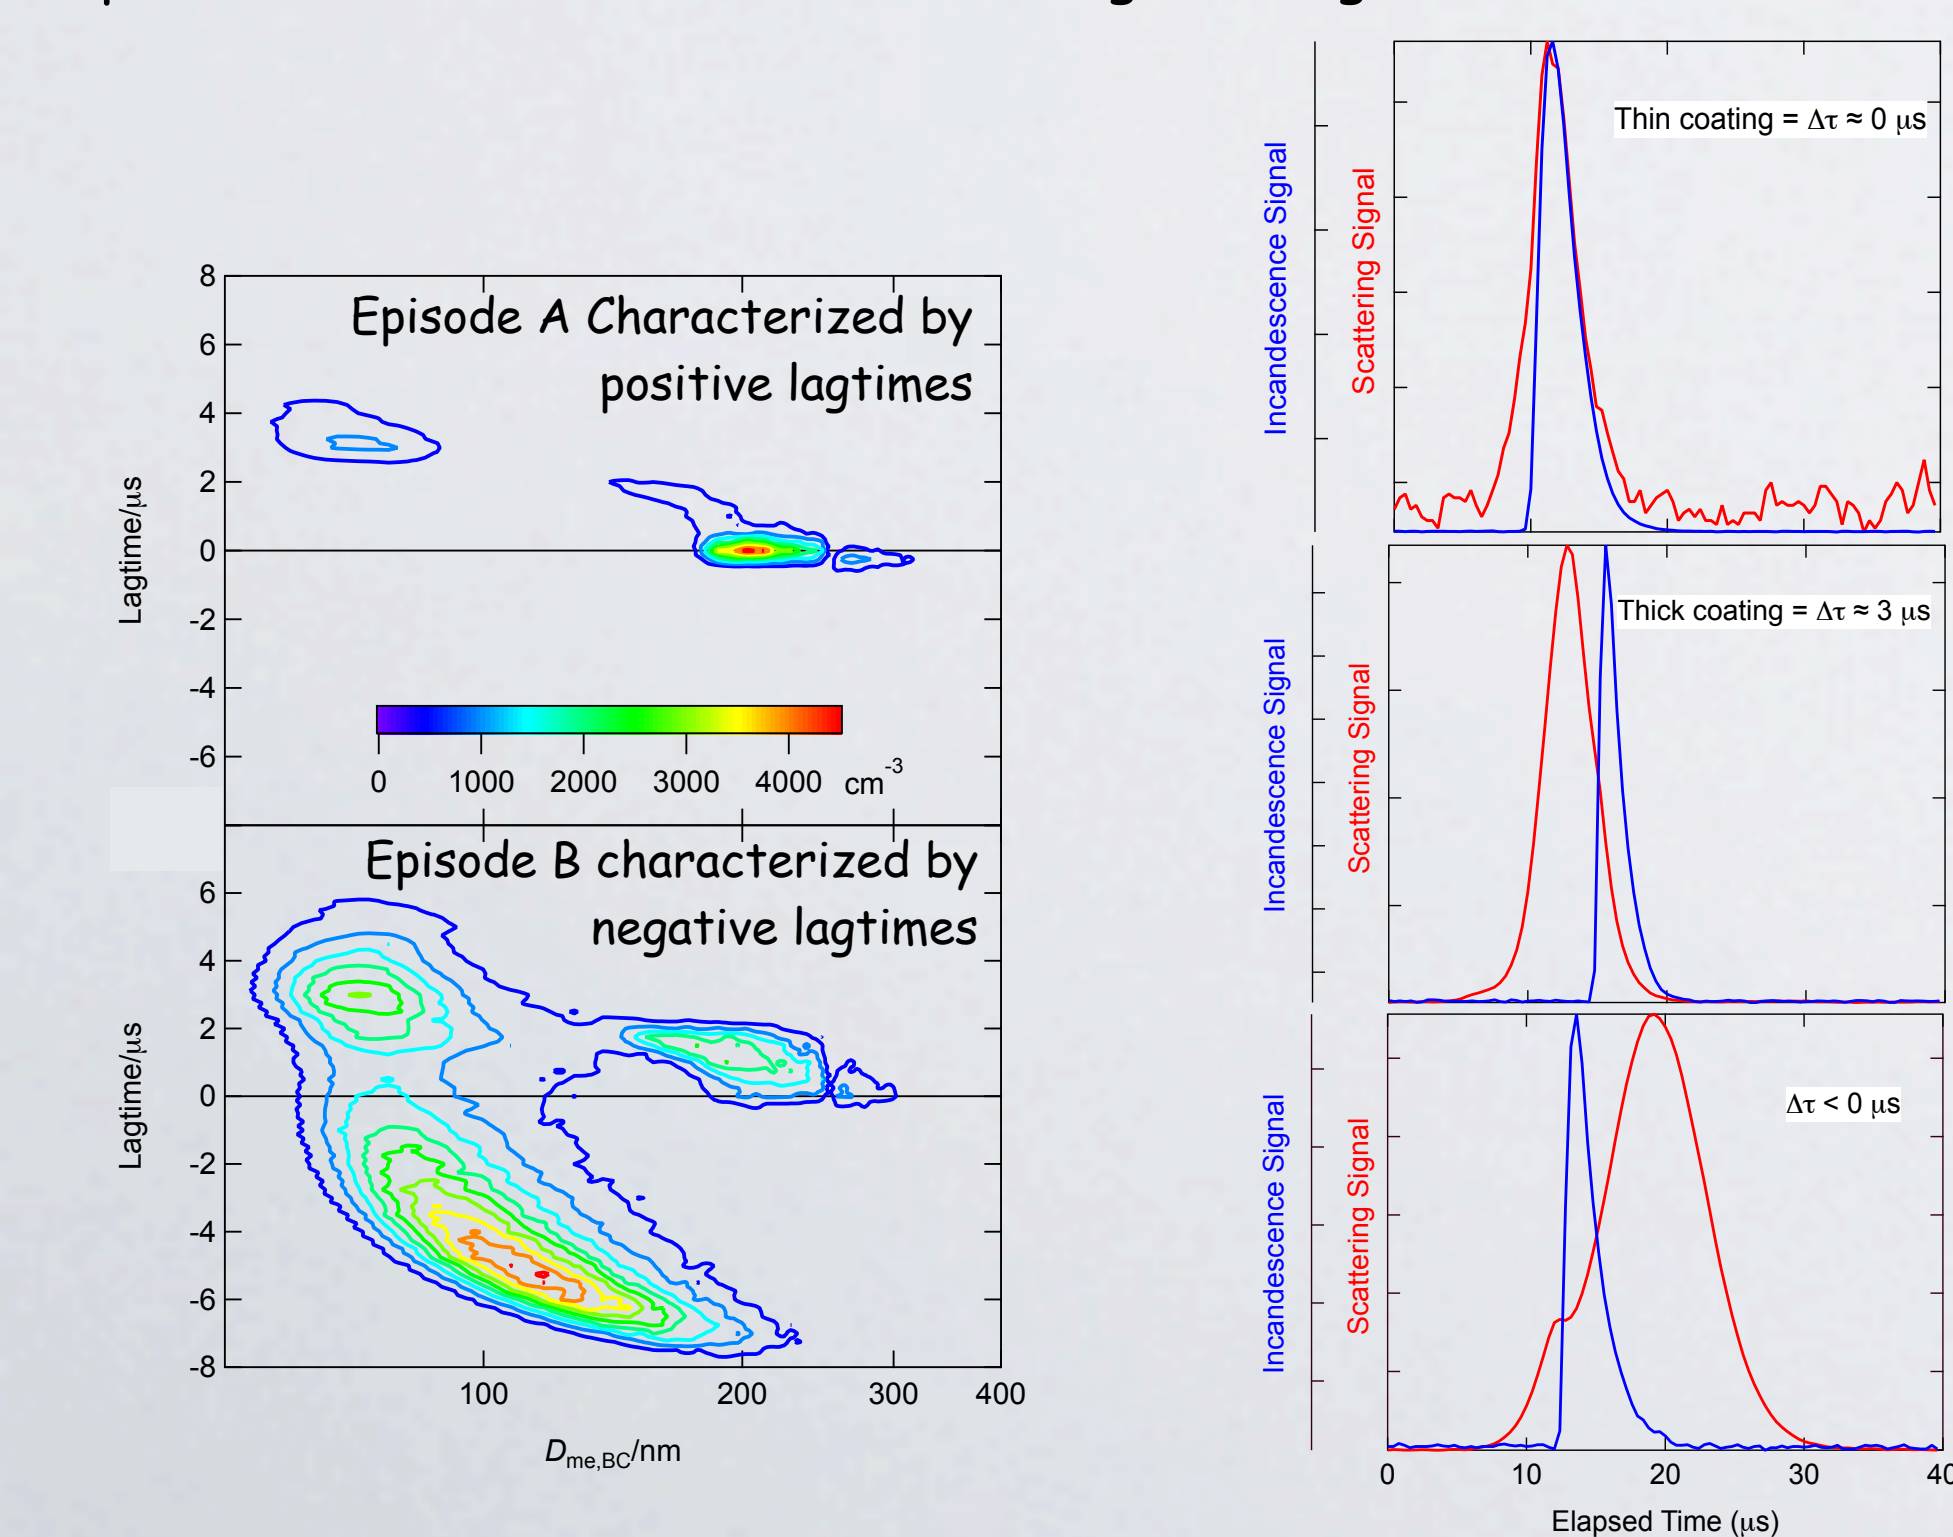 Episode A Characterized by
positive lagtimes
8
6
4
2
0
-2
-4
-6
Lagtime/μs
0 1000 2000 3000 4000 cm⁻³
Episode B characterized by
negative lagtimes
6
4
2
0
-2
-4
-6
-8
Lagtime/μs
100 200 300 400
D_me,BC/nm
Incandescence Signal
Scattering Signal
Thin coating = Δτ ≈ 0 μs
Incandescence Signal
Scattering Signal
Thick coating = Δτ ≈ 3 μs
Incandescence Signal
Scattering Signal
Δτ < 0 μs
0 10 20 30 40
Elapsed Time (μs)